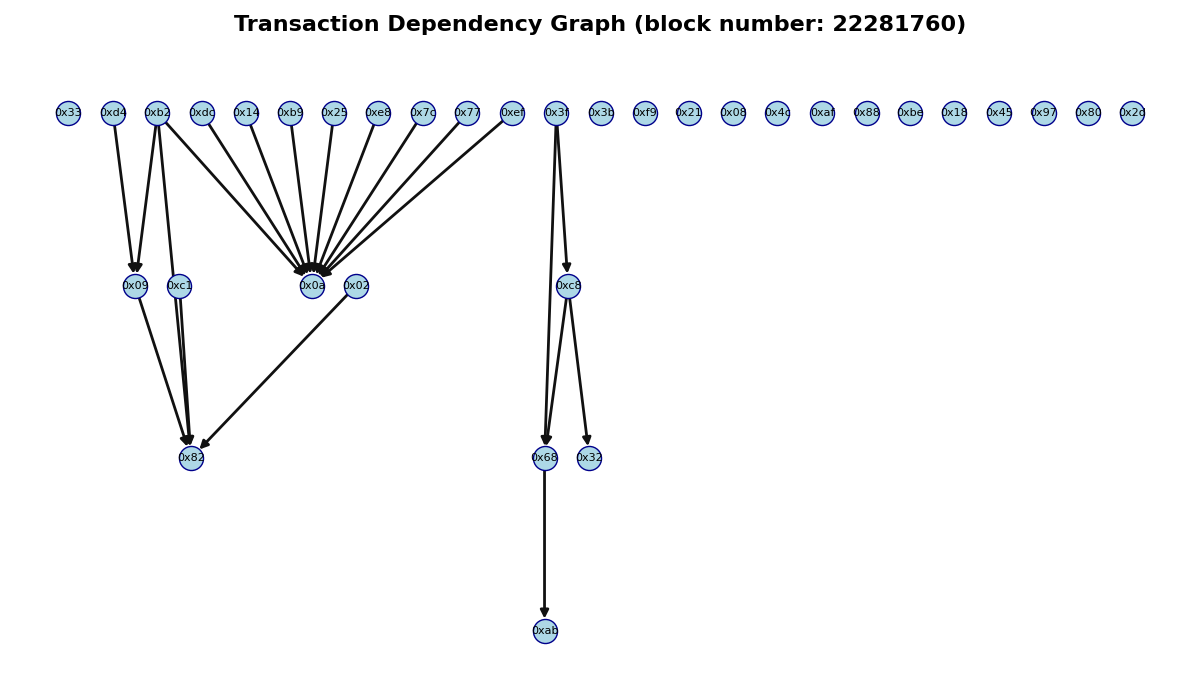 Transaction Dependency Graph (block number: 22281760)
0x33 0xd4 0xb2 0xdc 0x14 0xb9 0x25 0xe8 0x7c 0x77 0xef 0x3f 0x3b 0xf9 0x21 0x08 0x4c 0xaf 0x88 0xbe 0x18 0x45 0x97 0x80 0x2d
0x09 0xc1 0x0a 0x02 0xc8
0x82 0x68 0x32
0xab